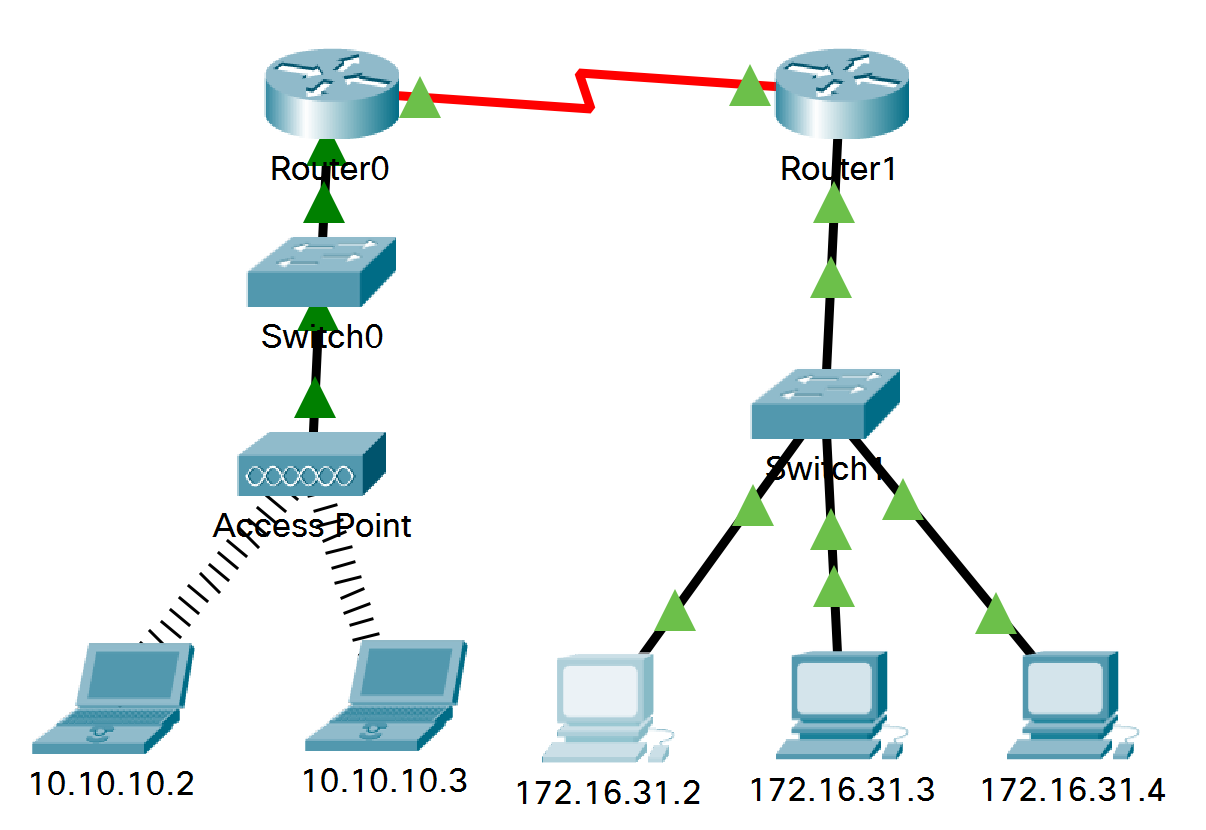 Router0
Router1
Switch0
Switch1
Access Point
10.10.10.2
10.10.10.3
172.16.31.2
172.16.31.3
172.16.31.4